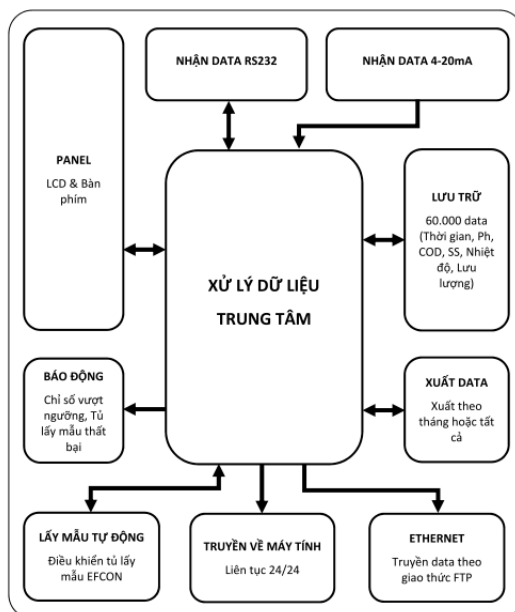 NHẬN DATA RS232
NHẬN DATA 4-20mA
PANEL
LCD & Bàn
phím
XỬ LÝ DỮ LIỆU
TRUNG TÂM
LƯU TRỮ
60.000 data
(Thời gian, Ph,
COD, SS, Nhiệt
độ, Lưu
lượng)
BÁO ĐỘNG
Chỉ số vượt
ngưỡng, Tủ
lấy mẫu thất
bại
XUẤT DATA
Xuất theo
tháng hoặc tất
cả
LẤY MẪU TỰ ĐỘNG
Điều khiển tủ lấy
mẫu EFCON
TRUYỀN VỀ MÁY TÍNH
Liên tục 24/24
ETHERNET
Truyền data theo
giao thức FTP